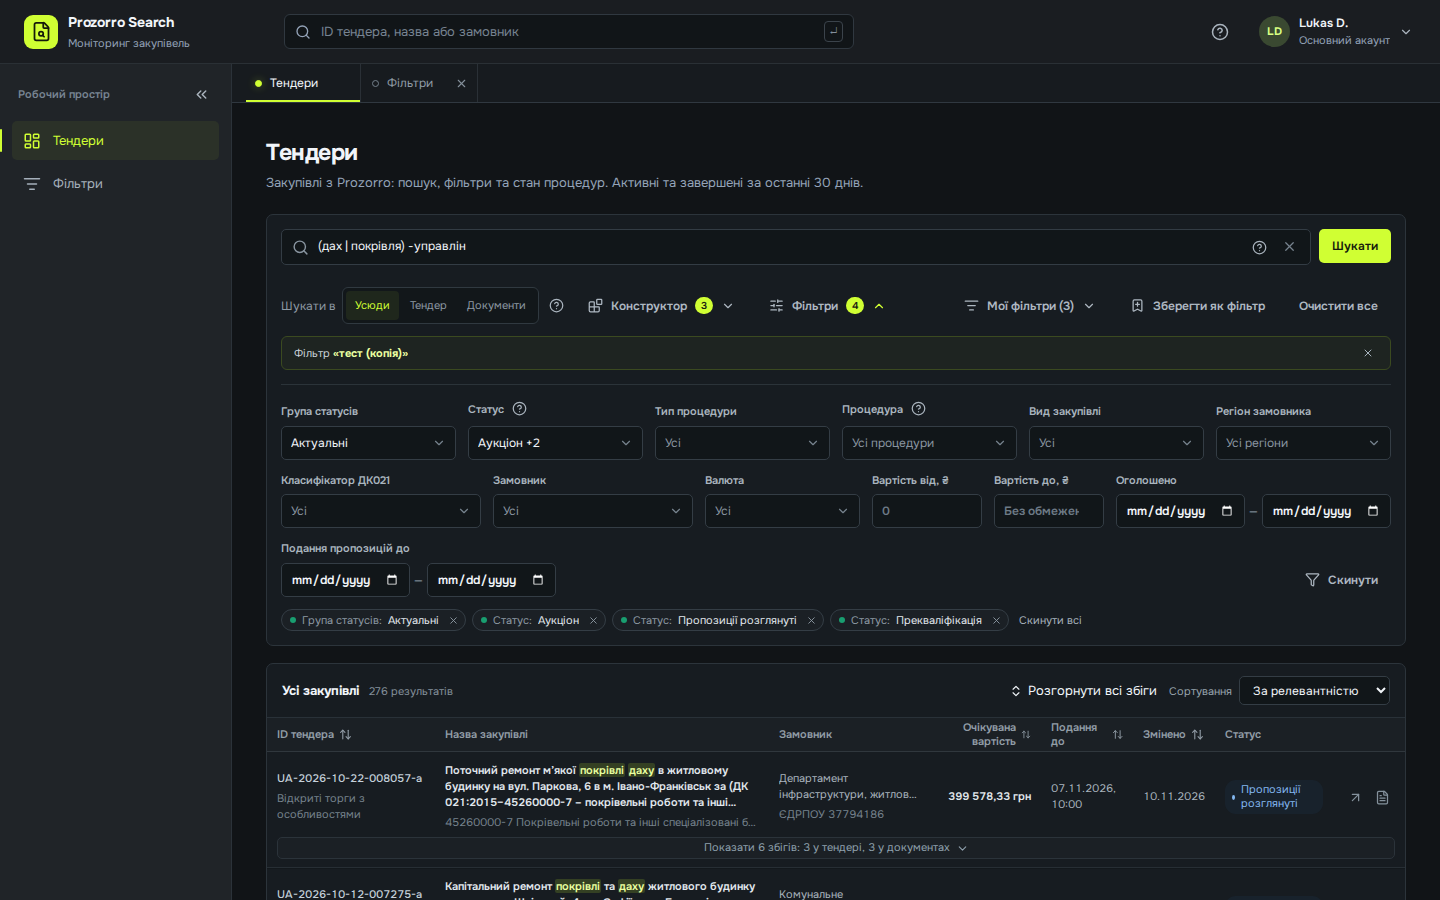 Prozorro Search
Моніторинг закупівель
ID тендера, назва або замовник
LD
Lukas D.
Основний акаунт
Робочий простір
Тендери
Фільтри
Тендери
Фільтри
Тендери
Закупівлі з Prozorro: пошук, фільтри та стан процедур. Активні та завершені за останні 30 днів.
(дах | покрівля) -управлін
Шукати
Шукати в
Усюди
Тендер
Документи
Конструктор 3
Фільтри 4
Мої фільтри (3)
Зберегти як фільтр
Очистити все
Фільтр «тест (копія)»
Група статусів
Статус
Тип процедури
Процедура
Вид закупівлі
Регіон замовника
Актуальні
Аукціон +2
Усі
Усі процедури
Усі
Усі регіони
Класифікатор ДК021
Замовник
Валюта
Вартість від, ₴
Вартість до, ₴
Оголошено
Усі
Усі
Усі
0
Без обмежен
mm/dd/yyyy – mm/dd/yyyy
Подання пропозицій до
mm/dd/yyyy – mm/dd/yyyy
Скинути
Група статусів: Актуальні
Статус: Аукціон
Статус: Пропозиції розглянуті
Статус: Прекваліфікація
Скинути всі
Усі закупівлі 276 результатів
Розгорнути всі збіги
Сортування
За релевантністю
ID тендера
Назва закупівлі
Замовник
Очікувана вартість
Подання до
Змінено
Статус
UA-2026-10-22-008057-a
Відкриті торги з
особливостями
Поточний ремонт м'якої покрівлі даху в житловому
будинку на вул. Паркова, 6 в м. Івано-Франківськ за (ДК
021:2015-45260000-7 – покрівельні роботи та інші...
45260000-7 Покрівельні роботи та інші спеціалізовані б...
Департамент
інфраструктури, житлов...
ЄДРПОУ 37794186
399 578,33 грн
07.11.2026,
10:00
10.11.2026
Пропозиції
розглянуті
Показати 6 збігів: 3 у тендері, 3 у документах
UA-2026-10-12-007275-a
Капітальний ремонт покрівлі та даху житлового будинку
Комунальне